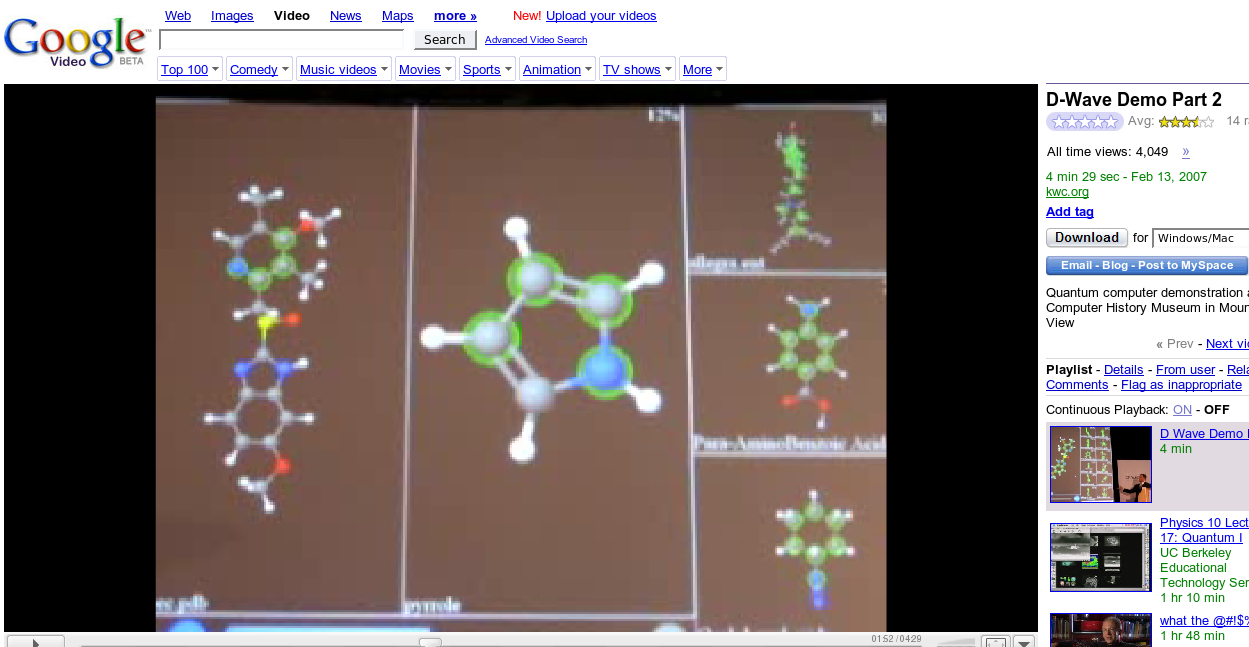 Web Images Video News Maps more »
New! Upload your videos
Google
Video BETA
Search
Advanced Video Search
Top 100 Comedy Music videos Movies Sports Animation TV shows More
12%
allegra.ent
Para-AminoBenzoic Acid
pyrrole
D-Wave Demo Part 2
Avg: 14
All time views: 4,049 »
4 min 29 sec - Feb 13, 2007
kwc.org
Add tag
Download for Windows/Mac
Email - Blog - Post to MySpace
Quantum computer demonstration
Computer History Museum in
View
« Prev - Next
Playlist - Details - From user -
Comments - Flag as inappropriate
Continuous Playback: ON - OFF
D Wave Demo
4 min
Physics 10
17: Quantum I
UC Berkeley
Educational
Technology
1 hr 10 min
what the @#!$%
1 hr 48 min
01:52 / 04:29